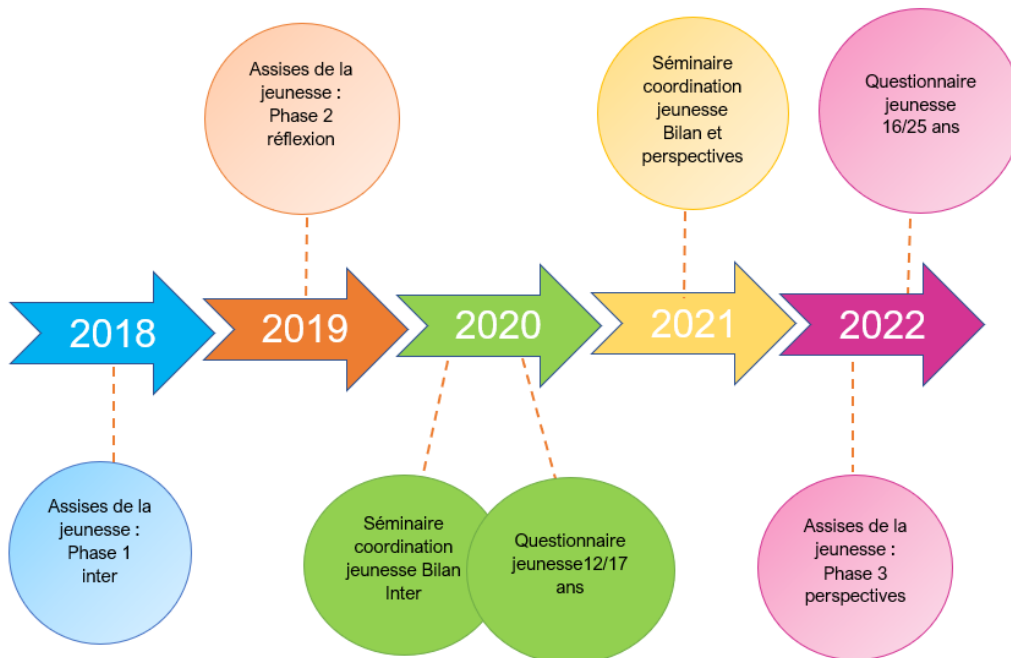 Assises de la
jeunesse :
Phase 2
réflexion
Séminaire
coordination
jeunesse
Bilan et
perspectives
Questionnaire
jeunesse
16/25 ans
2018
2019
2020
2021
2022
Assises de la
jeunesse :
Phase 1
inter
Séminaire
coordination
jeunesse Bilan
Inter
Questionnaire
jeunesse12/17
ans
Assises de la
jeunesse :
Phase 3
perspectives